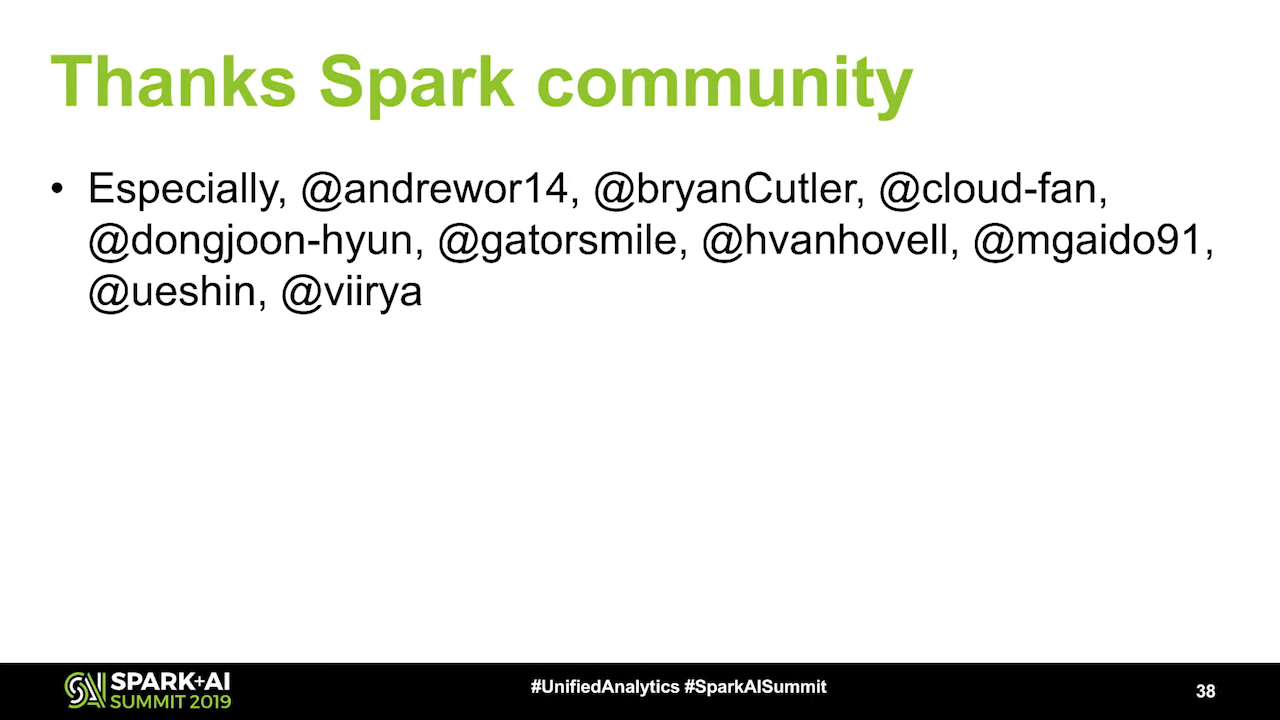 Thanks Spark community
• Especially, @andrewor14, @bryanCutler, @cloud-fan,
@dongjoon-hyun, @gatorsmile, @hvanhovell, @mgaido91,
@ueshin, @viirya
SPARK+AI
SUMMIT 2019
#UnifiedAnalytics #SparkAISummit
38